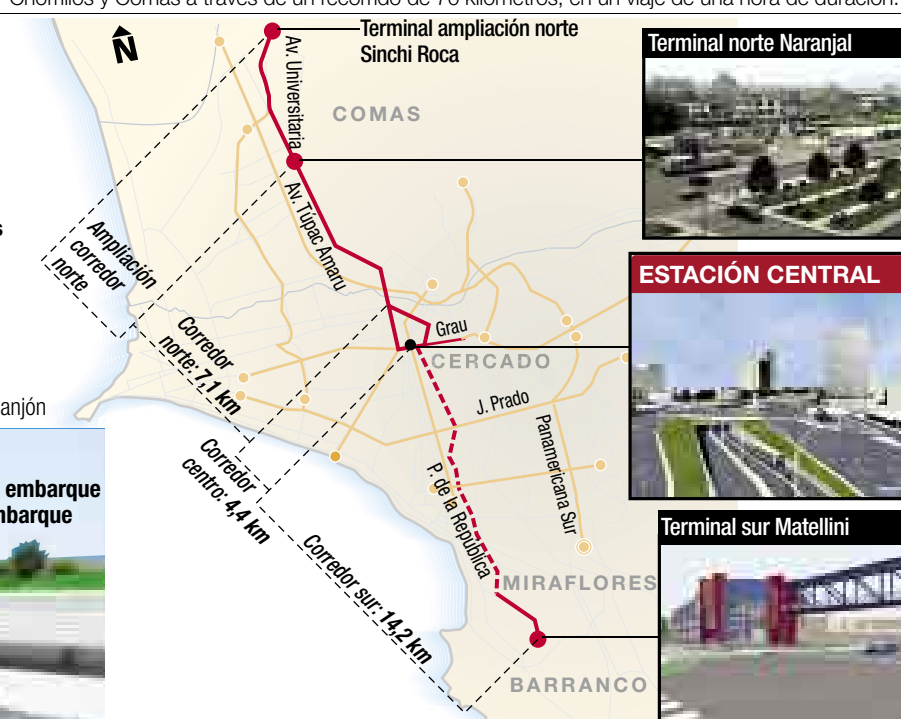 Chorrillos y Comas a través de un recorrido de 70 kilómetros, en un viaje de una hora de duración.
N
Terminal ampliación norte
Sinchi Roca
Av. Universitaria
COMAS
Terminal norte Naranjal
Av. Túpac Amaru
s
Ampliación
corredor
norte
ESTACIÓN CENTRAL
Corredor
norte: 7,1 km
Grau
CERCADO
J. Prado
anjón
Corredor
centro: 4,4 km
Panamericana Sur
P. de la República
embarque
mbarque
Terminal sur Matellini
Corredor sur: 14,2 km
MIRAFLORES
BARRANCO